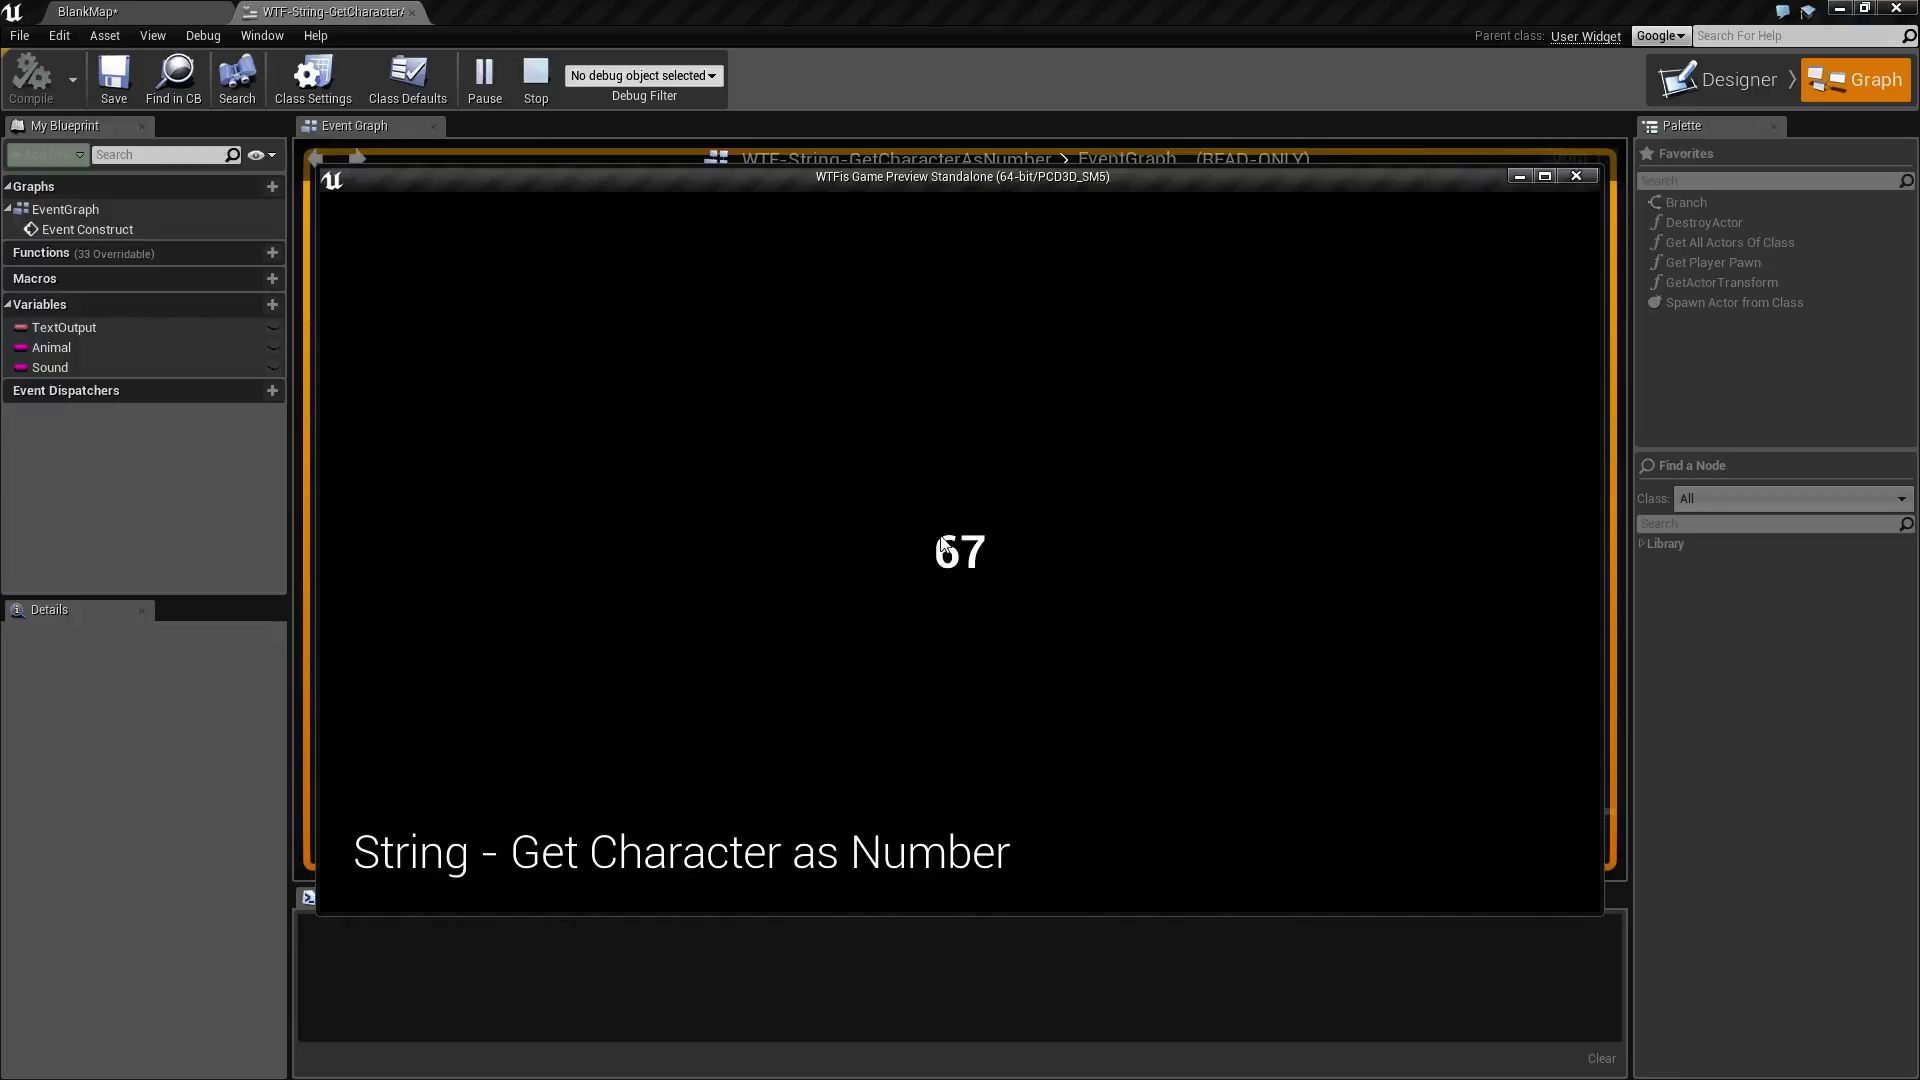 BlankMap*
WTF-String-GetCharacterA
File Edit Asset View Debug Window Help
Parent class: User Widget Google Search For Help
Compile Save Find in CB Search Class Settings Class Defaults Pause Stop
No debug object selected
Debug Filter
Designer Graph
My Blueprint
Event Graph
Palette
Search
WTF-String-GetCharacterAsNumber > EventGraph (READ-ONLY)
WTFis Game Preview Standalone (64-bit/PCD3D_SM5)
Favorites
Search
Graphs
EventGraph
Event Construct
Functions (33 Overridable)
Macros
Variables
TextOutput
Animal
Sound
Event Dispatchers
Branch
DestroyActor
Get All Actors Of Class
Get Player Pawn
GetActorTransform
Spawn Actor from Class
Find a Node
Class: All
Search
Library
67
Details
String - Get Character as Number
Clear